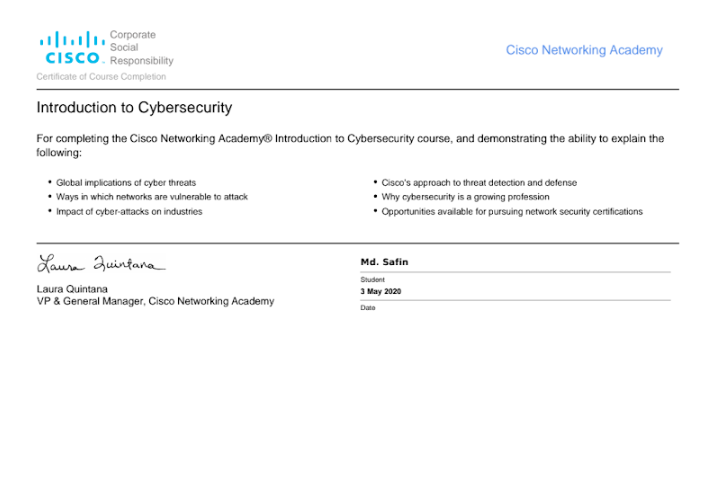 Corporate
Social
CISCO. Responsibility
Cisco Networking Academy
Certificate of Course Completion
Introduction to Cybersecurity
For completing the Cisco Networking Academy® Introduction to Cybersecurity course, and demonstrating the ability to explain the
following:
• Global implications of cyber threats
• Ways in which networks are vulnerable to attack
• Impact of cyber-attacks on industries
• Cisco's approach to threat detection and defense
• Why cybersecurity is a growing profession
• Opportunities available for pursuing network security certifications
Laura Quintana
Laura Quintana
VP & General Manager, Cisco Networking Academy
Md. Safin
Student
3 May 2020
Date